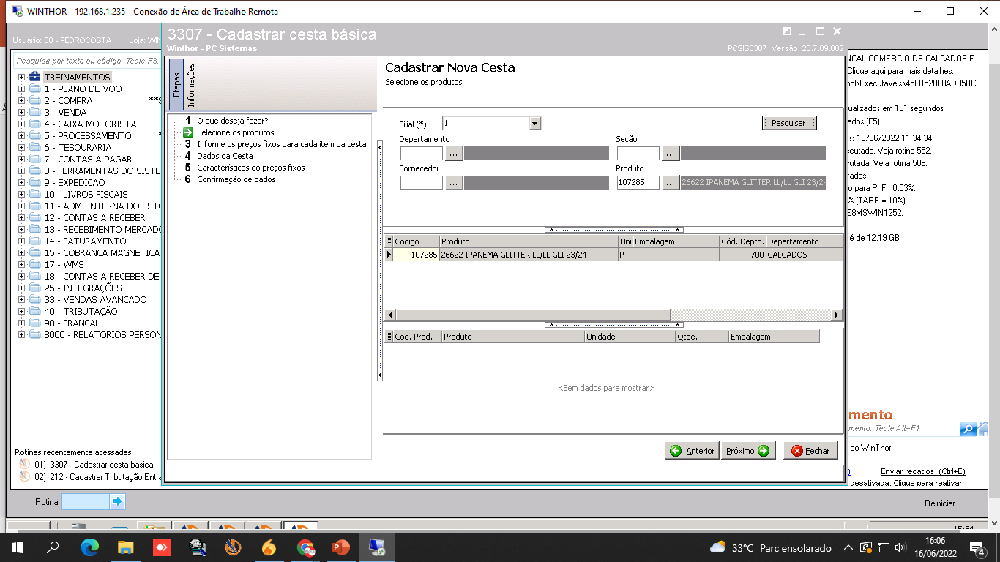 WINTHOR - 192.168.1.235 - Conexão de Área de Trabalho Remota
Usuário: 88 - PEDROCOSTA Loja: WIN
Pesquisa por texto ou código. Tecle F3.
TREINAMENTOS
1 - PLANO DE VOO
2 - COMPRA
3 - VENDA
4 - CAIXA MOTORISTA
5 - PROCESSAMENTO
6 - TESOURARIA
7 - CONTAS A PAGAR
8 - FERRAMENTAS DO SISTE
9 - EXPEDICAO
10 - LIVROS FISCAIS
11 - ADM. INTERNA DO ESTO
12 - CONTAS A RECEBER
13 - RECEBIMENTO MERCADO
14 - FATURAMENTO
15 - COBRANCA MAGNETICA
17 - WMS
18 - CONTAS A RECEBER DE
25 - INTEGRAÇÕES
33 - VENDAS AVANCADO
40 - TRIBUTAÇÃO
98 - FRANCAL
8000 - RELATORIOS PERSON
Rotinas recentemente acessadas
01) 3307 - Cadastrar cesta básica
02) 212 - Cadastrar Tributação Entra
Rotina:
3307 - Cadastrar cesta básica
Winthor - PC Sistemas
PCSIS3307 Versão 28.7.09.002
Etapas
Informações
1 O que deseja fazer?
Selecione os produtos
3 Informe os preços fixos para cada item da cesta
4 Dados da Cesta
5 Características do preços fixos
6 Confirmação de dados
Cadastrar Nova Cesta
Selecione os produtos
Filial (*) 1 Pesquisar
Departamento Seção
... ...
Fornecedor Produto
... 107285 ... 26622 IPANEMA GLITTER LL/LL GLI 23/24
Código Produto Uni Embalagem Cód. Depto. Departamento
107285 26622 IPANEMA GLITTER LL/LL GLI 23/24 P 700 CALCADOS
Cód. Prod. Produto Unidade Qtde. Embalagem
<Sem dados para mostrar>
Anterior Próximo Fechar
NCAL COMERCIO DE CALCADOS E ...
Clique aqui para mais detalhes.
ool\Executaveis\45FB528F0AD05BC...
ualizados em 161 segundos
ados (F5)
s: 16/06/2022 11:34:34
ecutada. Veja rotina 552.
cutada. Veja rotina 506.
rados.
o para P. F.: 0,53%.
% (TARE = 10%)
E8MSWIN1252.
é de 12,19 GB
mento
mento. Tecle Alt+F1
do WinThor.
Enviar recados. (Ctrl+E)
desativada. Clique para reativar
Reiniciar
15:54
33°C Parc ensolarado
16:06
16/06/2022
4